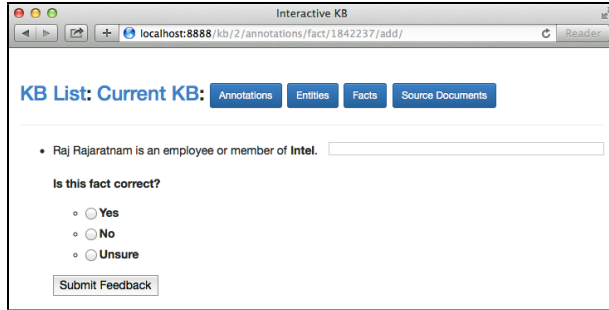 Interactive KB
localhost:8888/kb/2/annotations/fact/1842237/add/
Reader
KB List: Current KB: Annotations Entities Facts Source Documents
• Raj Rajaratnam is an employee or member of Intel.
Is this fact correct?
Yes
No
Unsure
Submit Feedback